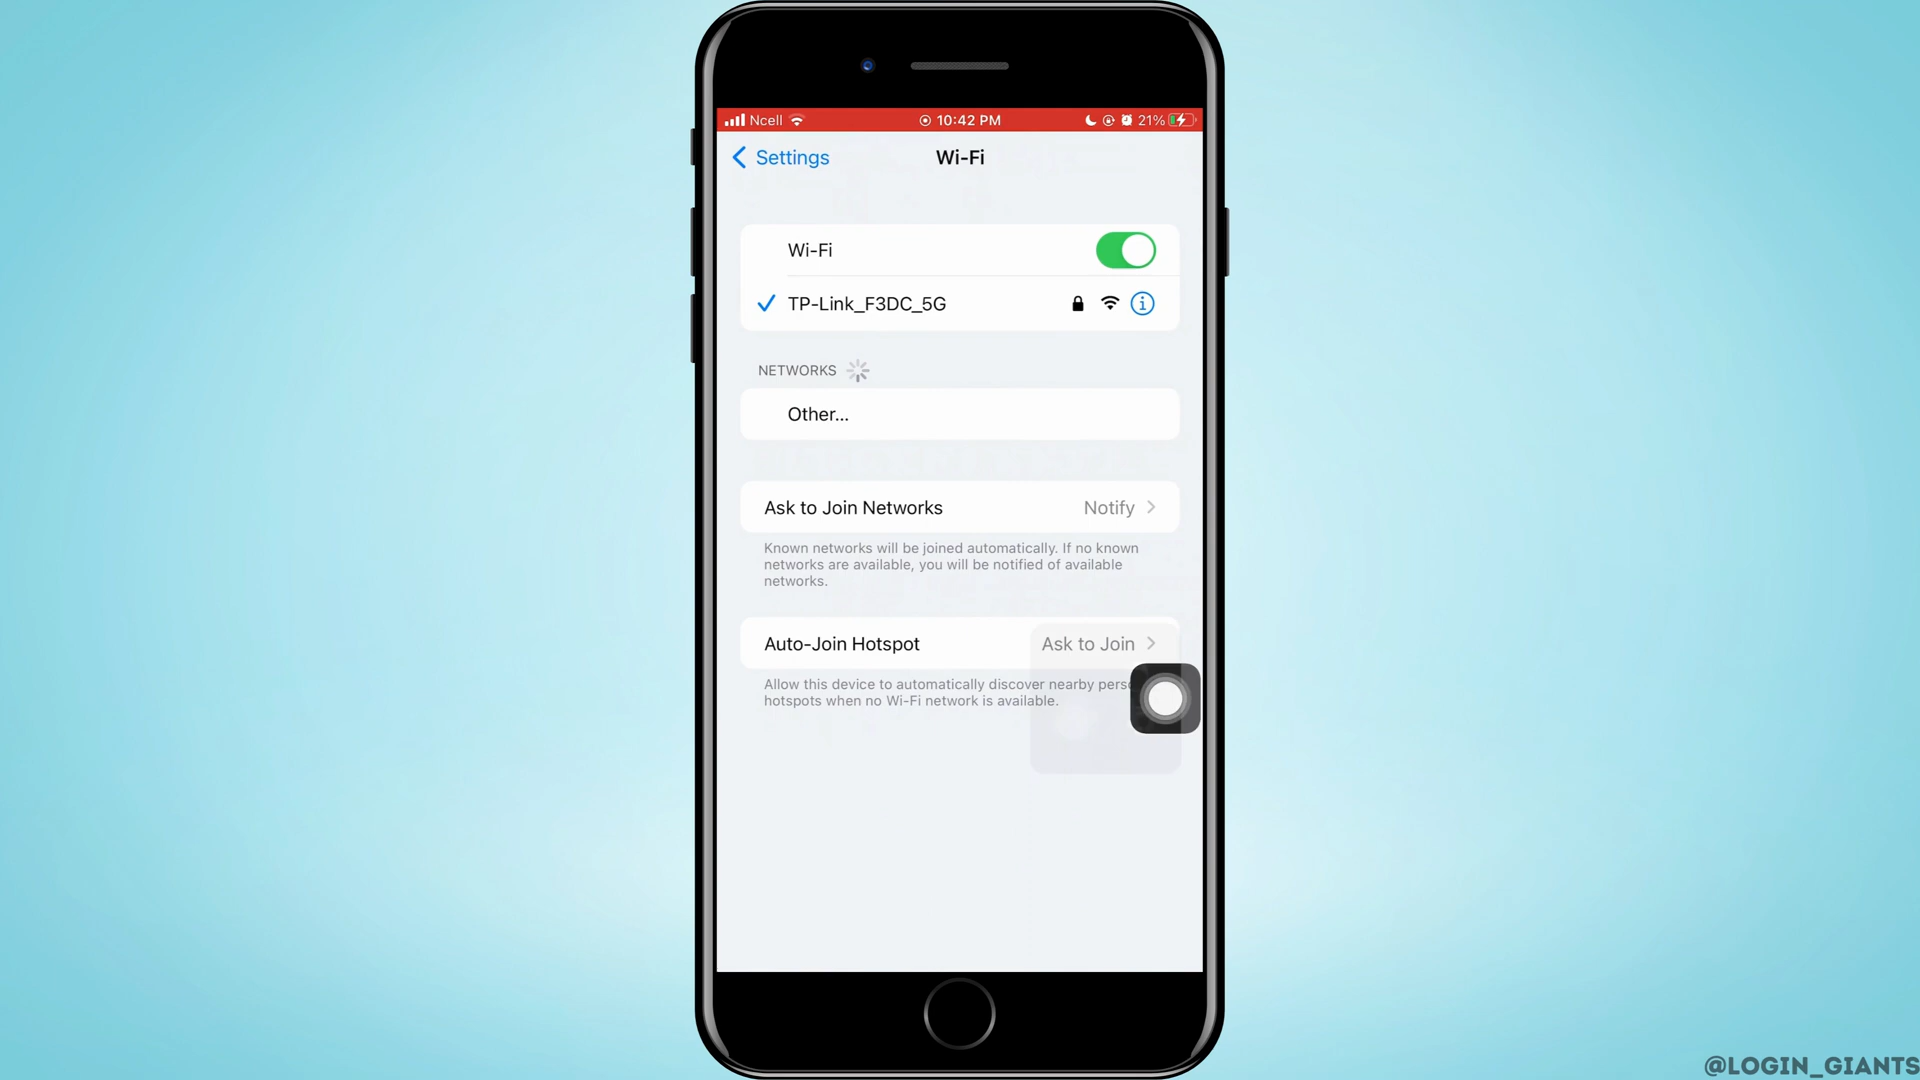 Ncell 10:42 PM 21%
Settings Wi-Fi
Wi-Fi
TP-Link_F3DC_5G
NETWORKS
Other...
Ask to Join Networks Notify
Known networks will be joined automatically. If no known
networks are available, you will be notified of available
networks.
Auto-Join Hotspot Ask to Join
Allow this device to automatically discover nearby
hotspots when no Wi-Fi network is available.
@LOGIN_GIANTS